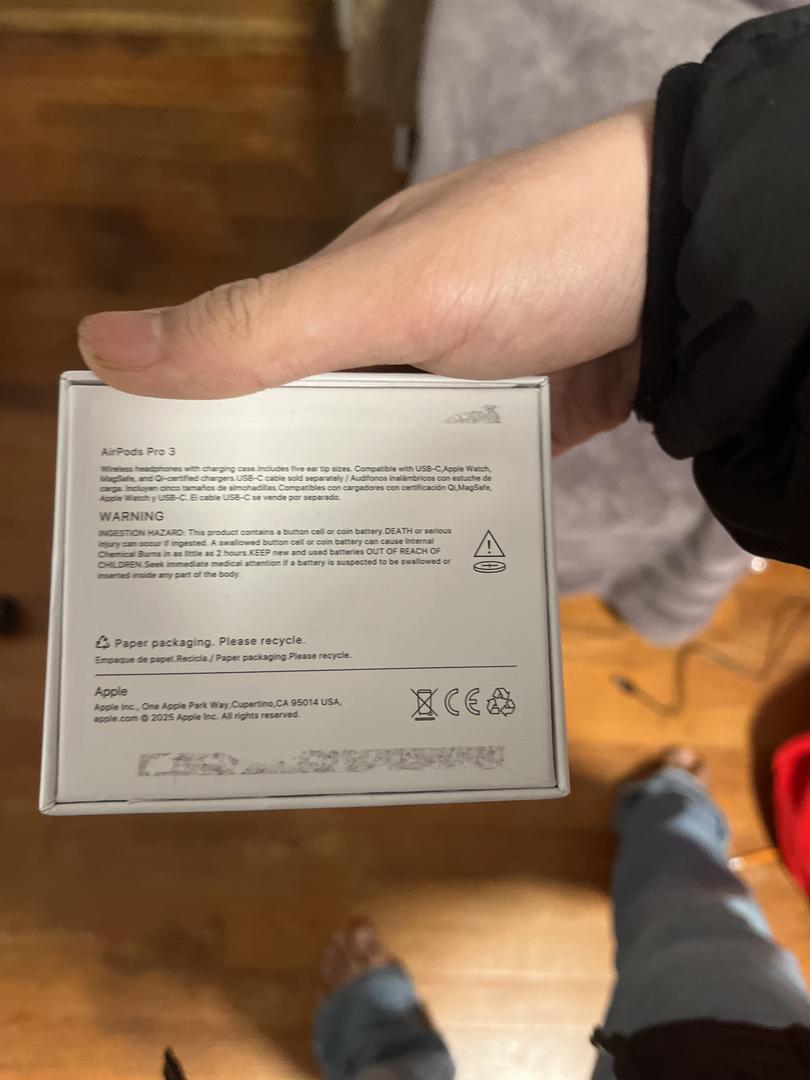 AirPods Pro 3
Wireless headphones with charging case.Includes five ear tip sizes. Compatible with USB-C,Apple Watch,
MagSafe, and Qi-certified chargers.USB-C cable sold separately / Audífonos inalámbricos con estuche de
carga. Incluyen cinco tamaños de almohadillas.Compatibles con cargadores con certificación Qi,MagSafe,
Apple Watch y USB-C. El cable USB-C se vende por separado.
WARNING
INGESTION HAZARD: This product contains a button cell or coin battery.DEATH or serious
injury can occur if ingested. A swallowed button cell or coin battery can cause Internal
Chemical Burns in as little as 2 hours.KEEP new and used batteries OUT OF REACH OF
CHILDREN.Seek immediate medical attention if a battery is suspected to be swallowed or
inserted inside any part of the body.
Paper packaging. Please recycle.
Empaque de papel.Recicla./ Paper packaging.Please recycle.
Apple
Apple Inc., One Apple Park Way,Cupertino,CA 95014 USA,
apple.com © 2025 Apple Inc. All rights reserved.
CE